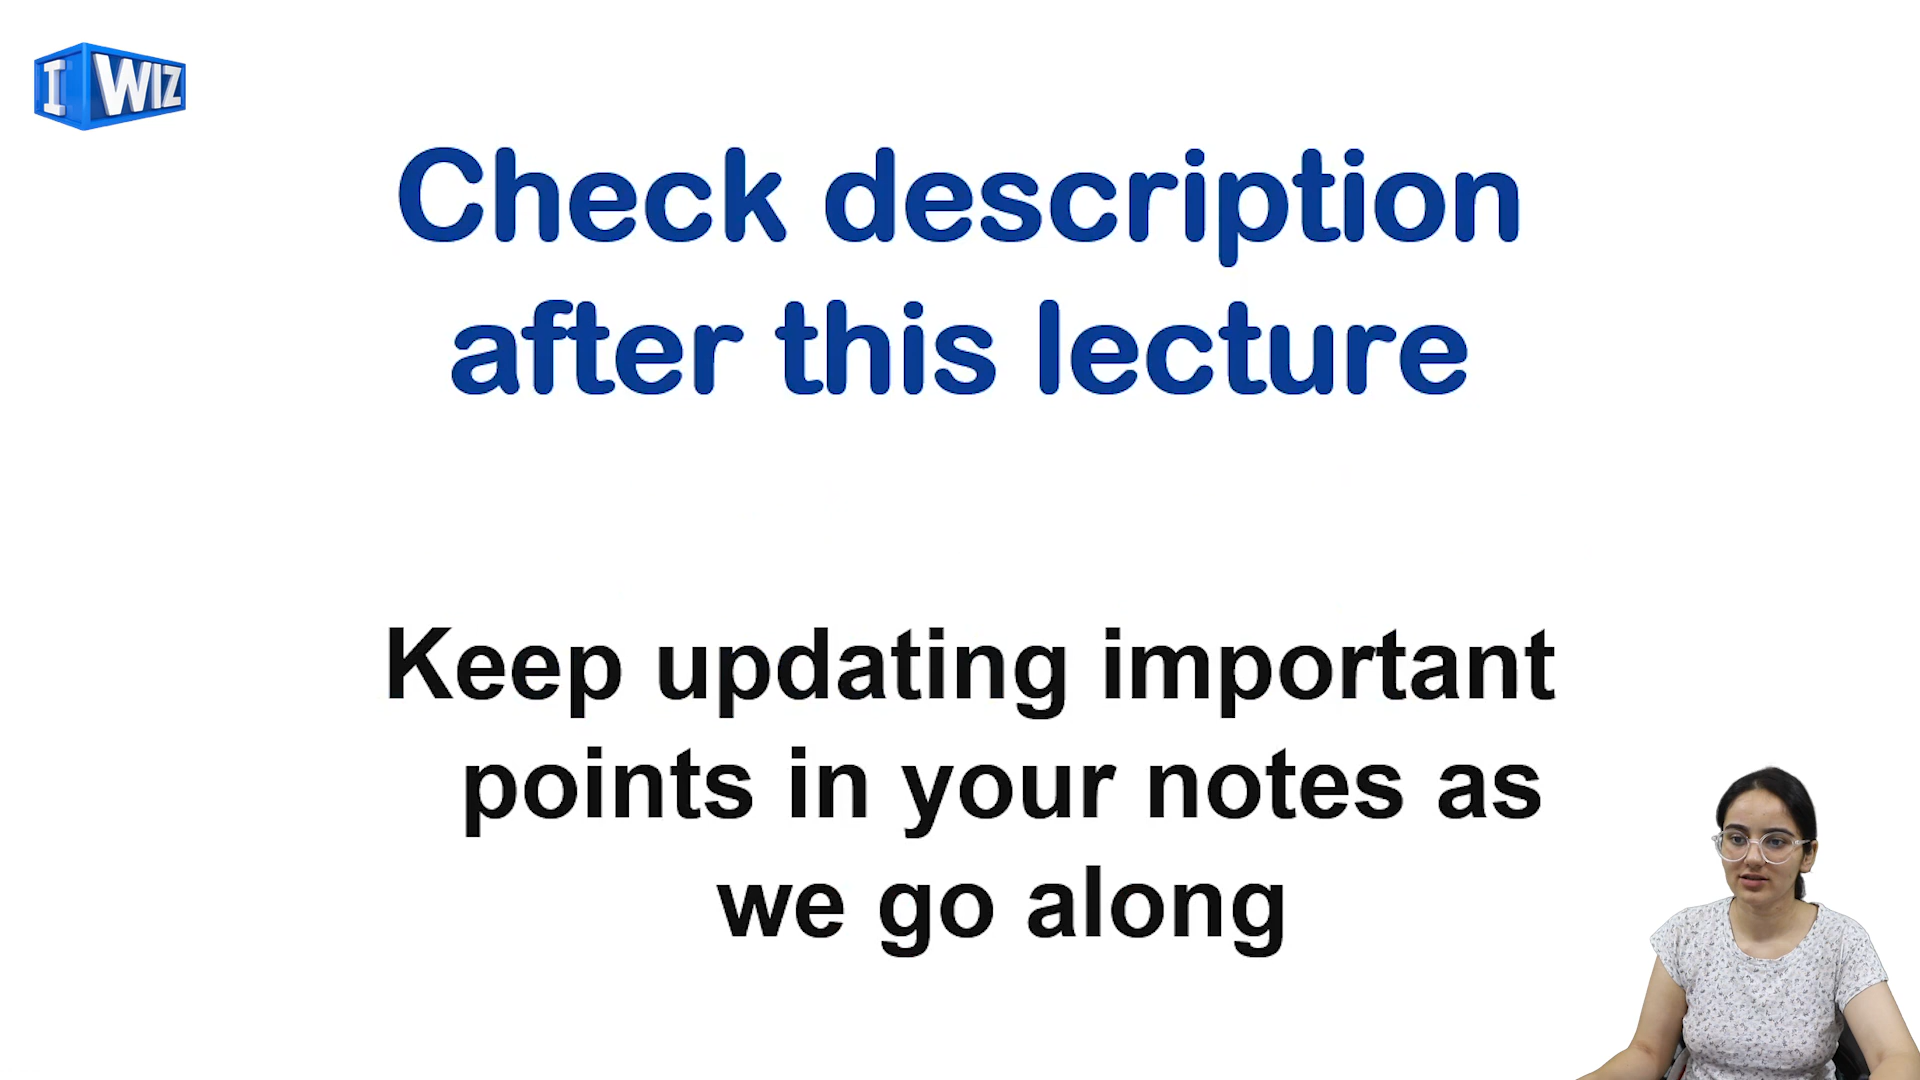 I WIZ
Check description
after this lecture
Keep updating important
points in your notes as
we go along